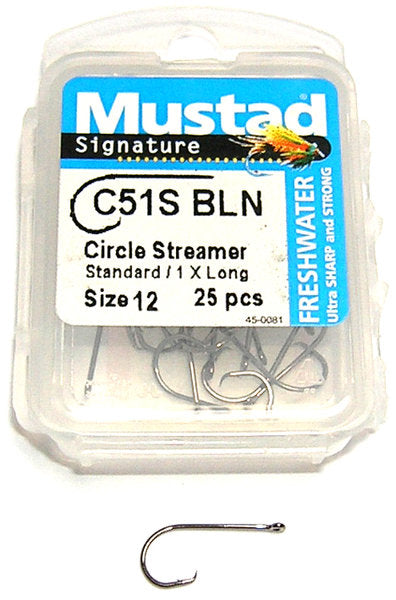 Mustad®
Signature
C51S BLN
Circle Streamer
Standard / 1 X Long
Size 12 25 pcs
45-0081
FRESHWATER
Ultra SHARP and STRONG